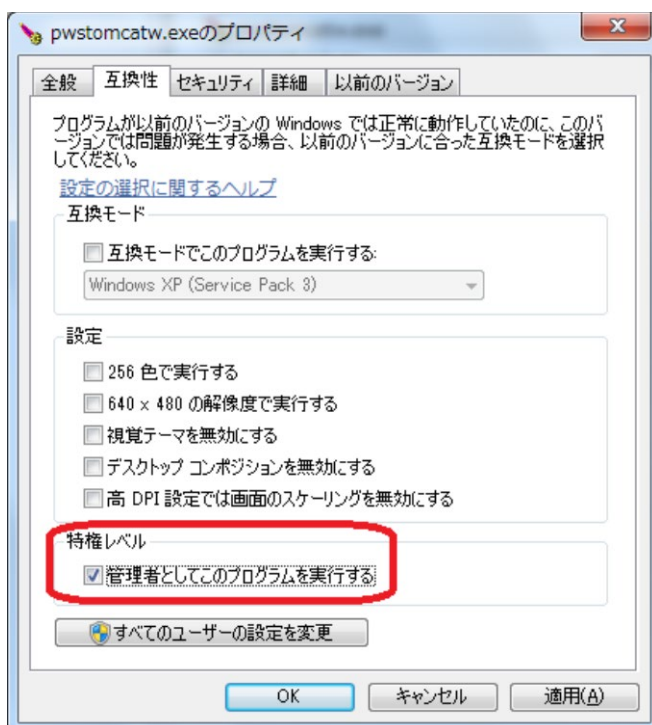 pwstomcatw.exeのプロパティ
全般 互換性 セキュリティ 詳細 以前のバージョン
プログラムが以前のバージョンの Windows では正常に動作していたのに、このバ
ージョンでは問題が発生する場合、以前のバージョンに合った互換モードを選択
してください。
設定の選択に関するヘルプ
互換モード
互換モードでこのプログラムを実行する:
Windows XP (Service Pack 3)
設定
256 色で実行する
640 x 480 の解像度で実行する
視覚テーマを無効にする
デスクトップ コンポジションを無効にする
高 DPI 設定では画面のスケーリングを無効にする
特権レベル
管理者としてこのプログラムを実行する
すべてのユーザーの設定を変更
OK キャンセル 適用(A)